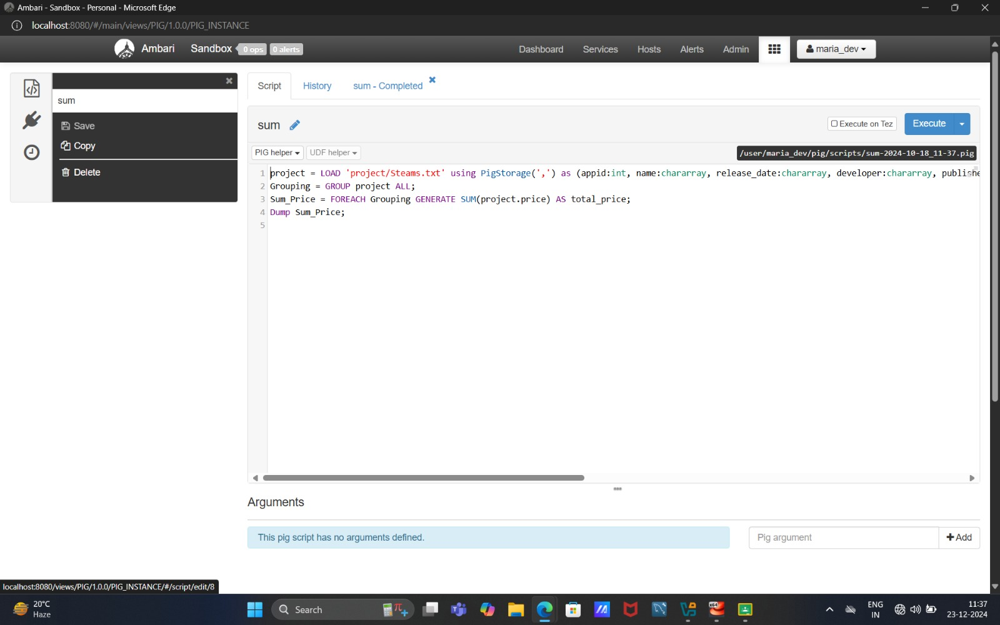 Ambari - Sandbox - Personal - Microsoft Edge
localhost:8080/#/main/views/PIG/1.0.0/PIG_INSTANCE
Ambari Sandbox 0 ops 0 alerts Dashboard Services Hosts Alerts Admin maria_dev
sum
Save
Copy
Delete
Script History sum - Completed
sum Execute on Tez Execute
PIG helper UDF helper /user/maria_dev/pig/scripts/sum-2024-10-18_11-37.pig
1 project = LOAD 'project/Steams.txt' using PigStorage(',') as (appid:int, name:chararray, release_date:chararray, developer:chararray, publishe
2 Grouping = GROUP project ALL;
3 Sum_Price = FOREACH Grouping GENERATE SUM(project.price) AS total_price;
4 Dump Sum_Price;
5
Arguments
This pig script has no arguments defined. Pig argument Add
localhost:8080/views/PIG/1.0.0/PIG_INSTANCE/#/script/edit/8
20°C
Haze
Search
ENG
IN
11:37
23-12-2024